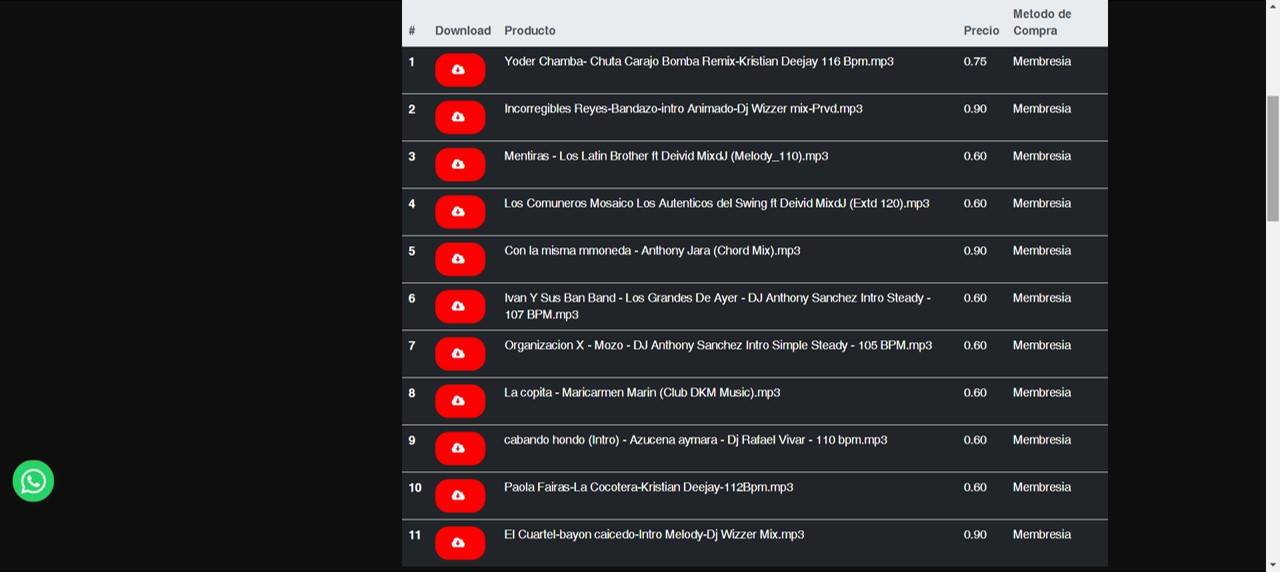 # Download Producto Precio Metodo de
Compra
1 Yoder Chamba- Chuta Carajo Bomba Remix-Kristian Deejay 116 Bpm.mp3 0.75 Membresia
2 Incorregibles Reyes-Bandazo-intro Animado-Dj Wizzer mix-Prvd.mp3 0.90 Membresia
3 Mentiras - Los Latin Brother ft Deivid MixdJ (Melody_110).mp3 0.60 Membresia
4 Los Comuneros Mosaico Los Autenticos del Swing ft Deivid MixdJ (Extd 120).mp3 0.60 Membresia
5 Con la misma mmoneda - Anthony Jara (Chord Mix).mp3 0.90 Membresia
6 Ivan Y Sus Ban Band - Los Grandes De Ayer - DJ Anthony Sanchez Intro Steady - 0.60 Membresia
107 BPM.mp3
7 Organizacion X - Mozo - DJ Anthony Sanchez Intro Simple Steady - 105 BPM.mp3 0.60 Membresia
8 La copita - Maricarmen Marin (Club DKM Music).mp3 0.60 Membresia
9 cabando hondo (Intro) - Azucena aymara - Dj Rafael Vivar - 110 bpm.mp3 0.60 Membresia
10 Paola Fairas-La Cocotera-Kristian Deejay-112Bpm.mp3 0.60 Membresia
11 El Cuartel-bayon caicedo-Intro Melody-Dj Wizzer Mix.mp3 0.90 Membresia